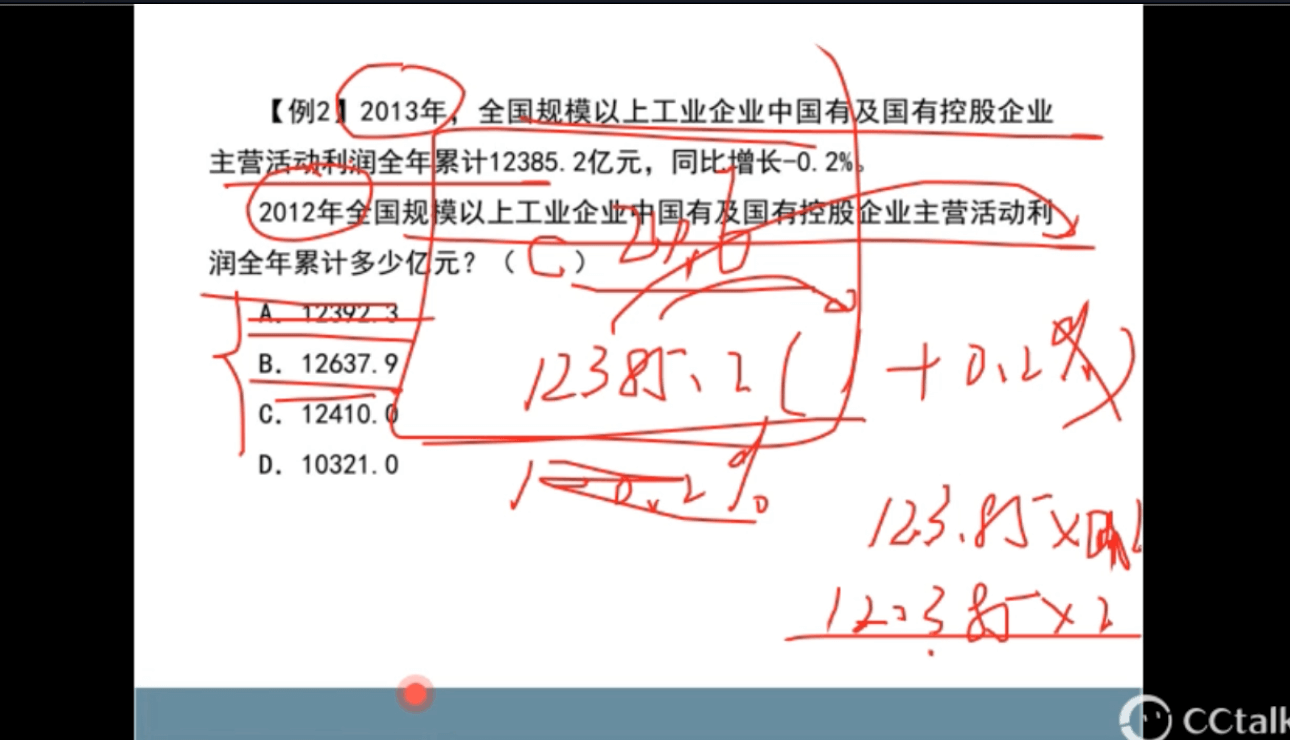 【例2】2013年，全国规模以上工业企业中国有及国有控股企业
主营活动利润全年累计12385.2亿元，同比增长-0.2%。
2012年全国规模以上工业企业中国有及国有控股企业主营活动利
润全年累计多少亿元？（ C ）
A. 12392.3
B. 12637.9
C. 12410.0
D. 10321.0
12385.2( + 0.2%)
1-0.2%
123.85×
12.385×2
CCtalk